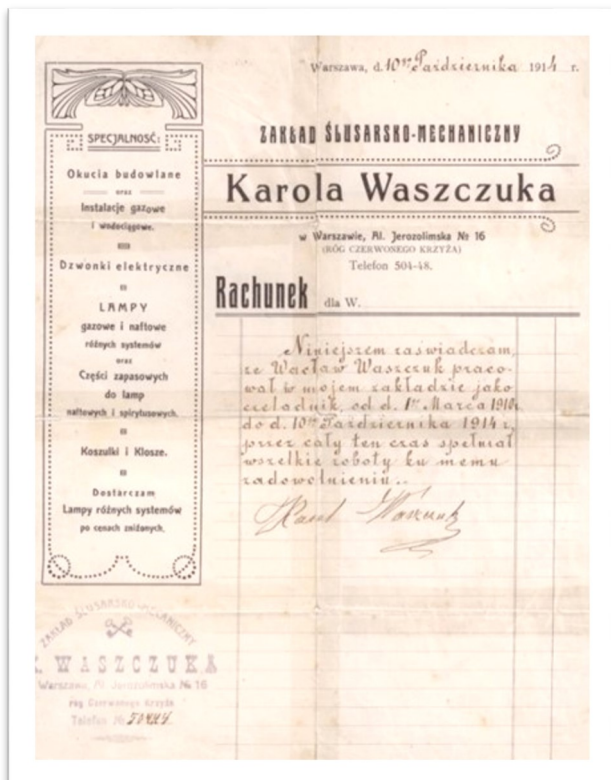 Warszawa, d. 10go Października 1914 r.
ZAKŁAD ŚLUSARSKO-MECHANICZNY
Karola Waszczuka
w Warszawie, Al. Jerozolimska № 16
(RÓG CZERWONEGO KRZYŻA)
Telefon 504-48.
Rachunek dla W.
SPECJALNOŚĆ:
Okucia budowlane
oraz
Instalacje gazowe
i wodociągowe.
Dzwonki elektryczne
LAMPY
gazowe i naftowe
różnych systemów
oraz
Części zapasowych
do lamp
naftowych i spirytusowych.
Koszulki i Klosze.
Dostarczam
Lampy różnych systemów
po cenach zniżonych.
Niniejszem zaświadczam,
że Wacław Waszczuk praco-
wał w mojem zakładzie jako
czeladnik, od d. 1go Marca 1910r.
do d. 10go Października 1914 r.
przez cały ten czas spełniał
wszelkie roboty ku memu
zadowolnieniu..
Karol Waszczuk
ZAKŁAD ŚLUSARSKO-MECHANICZNY
K. WASZCZUKA
Warszawa, Al. Jerozolimska № 16
róg Czerwonego Krzyża
Telefon №